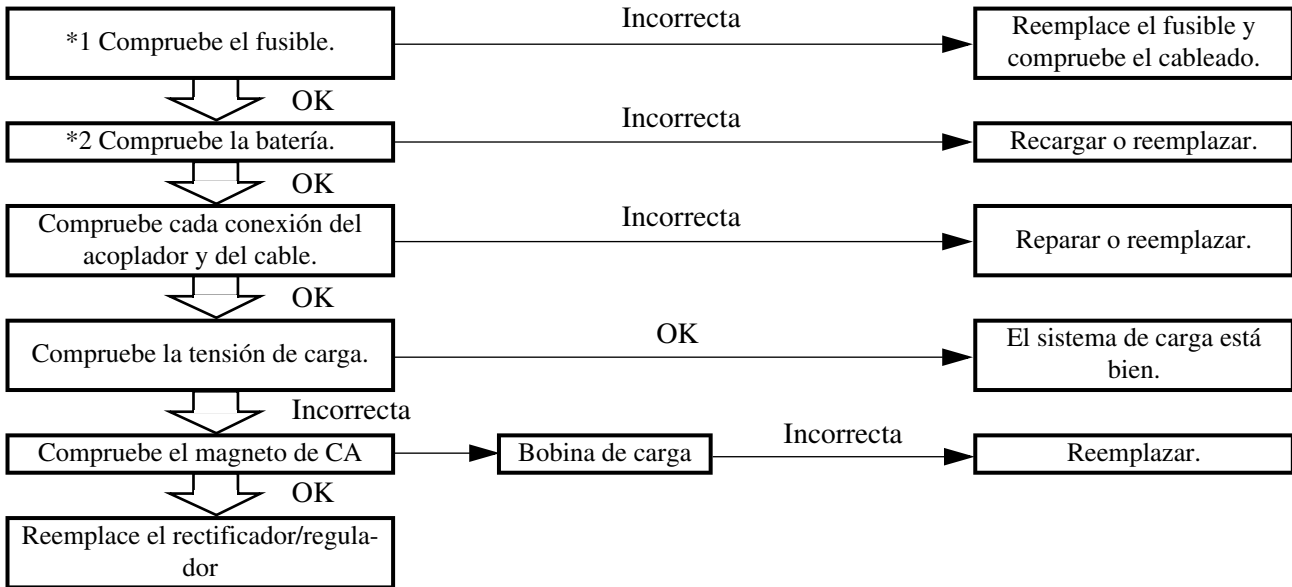 *1 Compruebe el fusible.
Incorrecta
Reemplace el fusible y
compruebe el cableado.
OK
*2 Compruebe la batería.
Incorrecta
Recargar o reemplazar.
OK
Compruebe cada conexión del
acoplador y del cable.
Incorrecta
Reparar o reemplazar.
OK
Compruebe la tensión de carga.
OK
El sistema de carga está
bien.
Incorrecta
Compruebe el magneto de CA
Bobina de carga
Incorrecta
Reemplazar.
OK
Reemplace el rectificador/regula-
dor